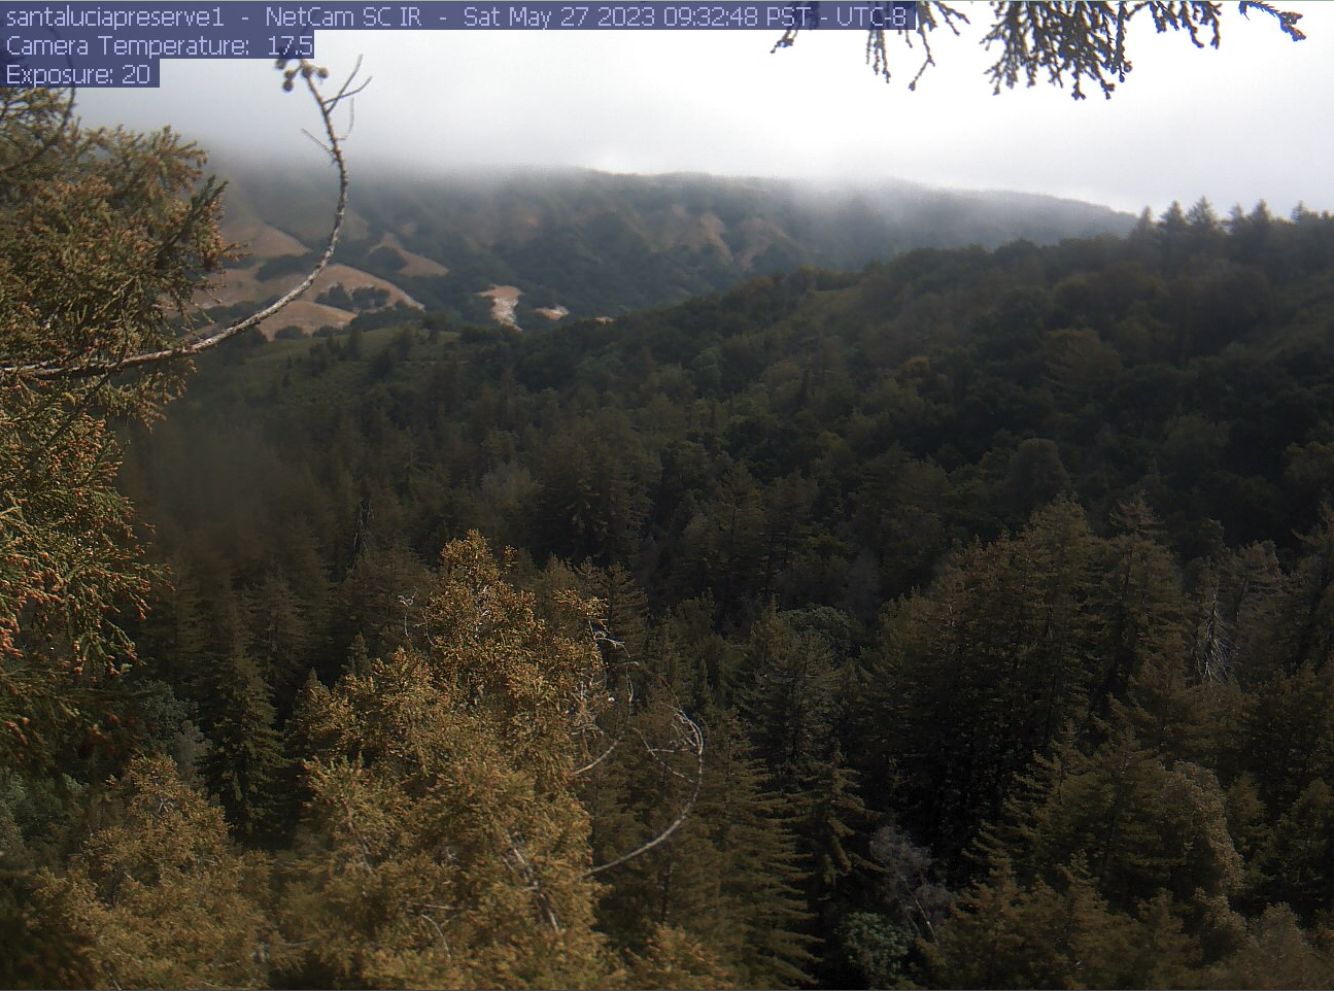 santaluciapreserve1 - NetCam SC IR - Sat May 27 2023 09:32:48 PST - UTC-8
Camera Temperature: 17.5
Exposure: 20